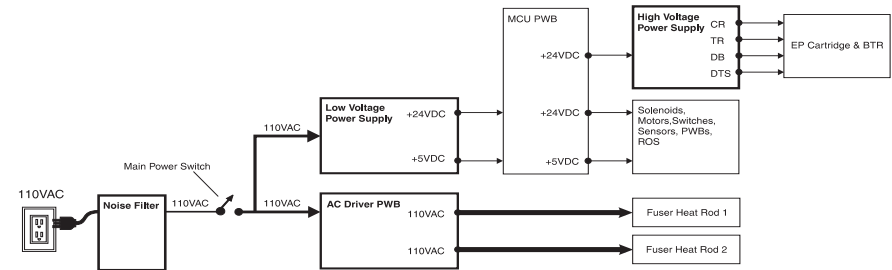 MCU PWB
High Voltage
Power Supply
CR
TR
DB
DTS
EP Cartridge & BTR
+24VDC
Low Voltage
Power Supply
+24VDC
+5VDC
+24VDC
+5VDC
Solenoids,
Motors,Switches,
Sensors, PWBs,
ROS
110VAC
Main Power Switch
110VAC
Noise Filter
110VAC
110VAC
AC Driver PWB
110VAC
110VAC
Fuser Heat Rod 1
Fuser Heat Rod 2